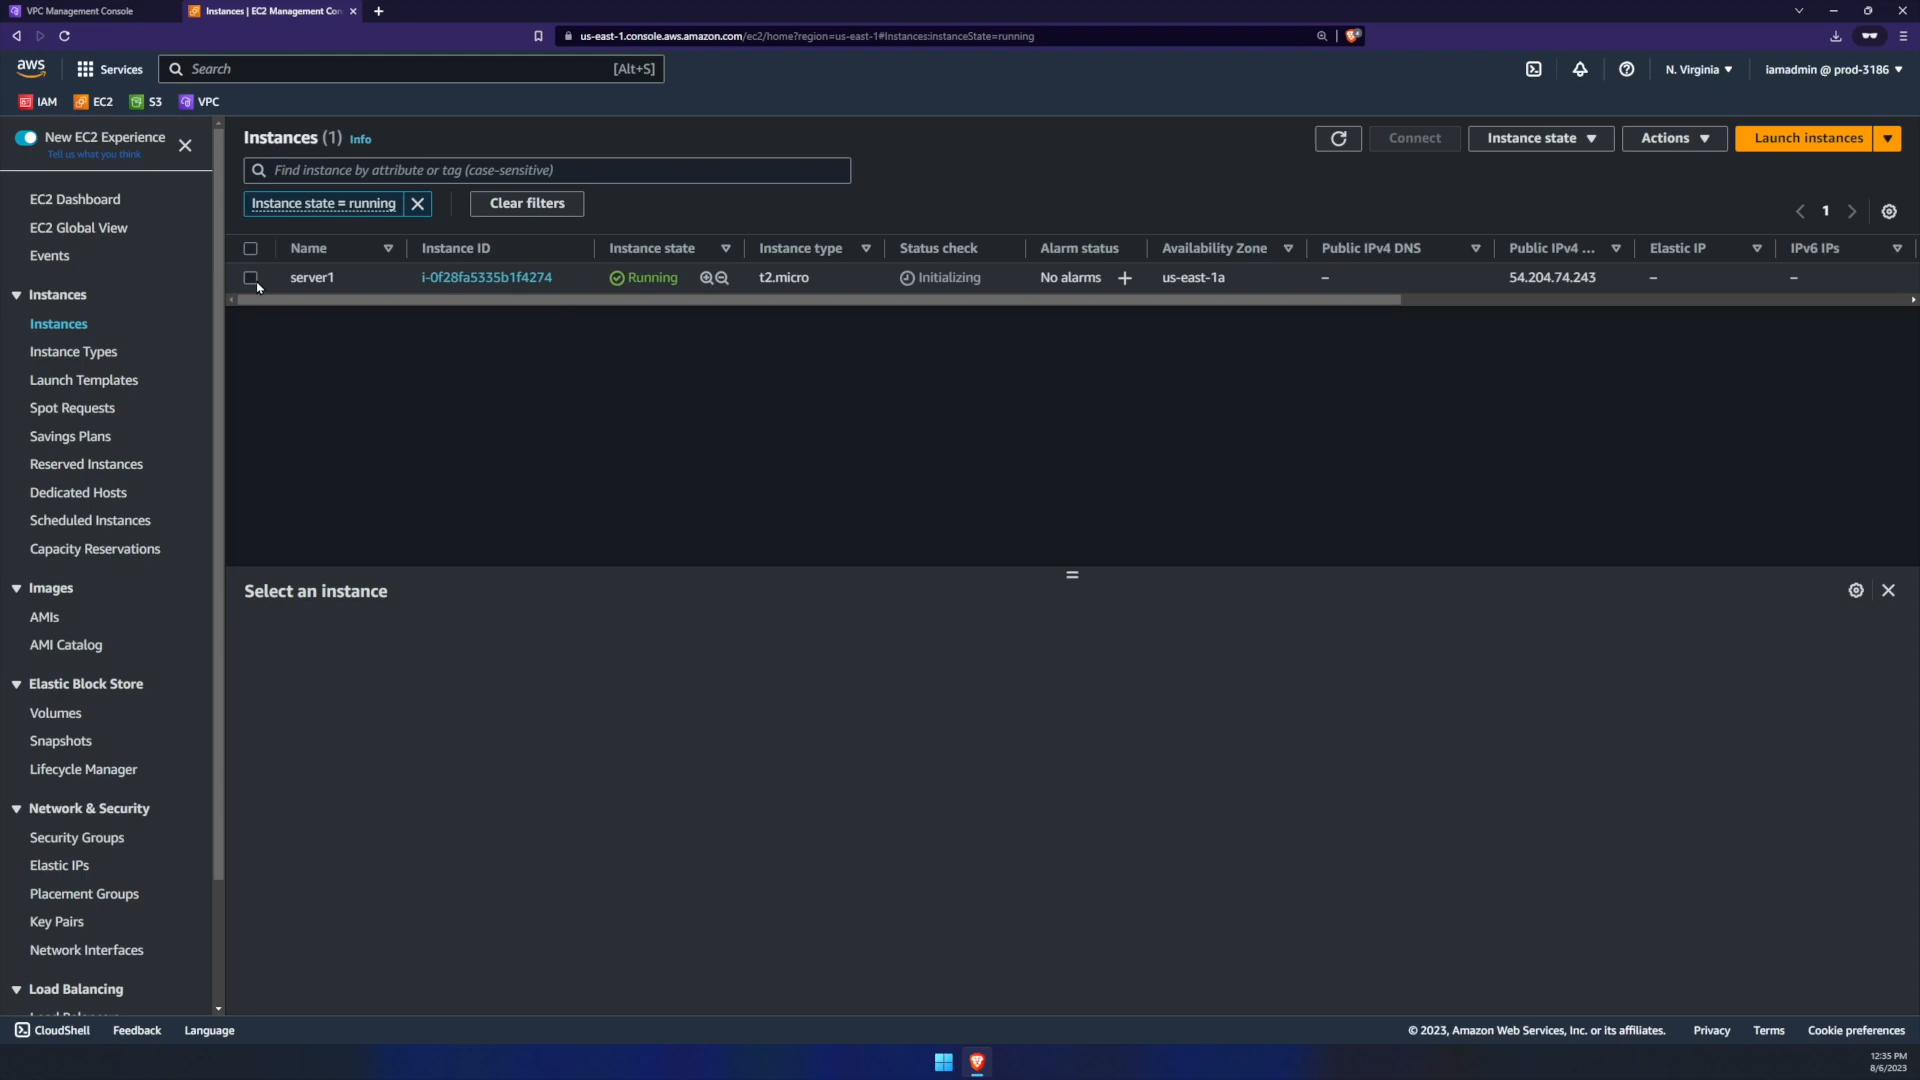 VPC Management Console
Instances | EC2 Management Con
us-east-1.console.aws.amazon.com/ec2/home?region=us-east-1#Instances:instanceState=running
aws
Services
Search
[Alt+S]
N. Virginia
iamadmin @ prod-3186
IAM
EC2
S3
VPC
New EC2 Experience
Tell us what you think
EC2 Dashboard
EC2 Global View
Events
Instances
Instances
Instance Types
Launch Templates
Spot Requests
Savings Plans
Reserved Instances
Dedicated Hosts
Scheduled Instances
Capacity Reservations
Images
AMIs
AMI Catalog
Elastic Block Store
Volumes
Snapshots
Lifecycle Manager
Network & Security
Security Groups
Elastic IPs
Placement Groups
Key Pairs
Network Interfaces
Load Balancing
Instances (1) Info
Connect
Instance state
Actions
Launch instances
Find instance by attribute or tag (case-sensitive)
Instance state = running
Clear filters
1
Name Instance ID Instance state Instance type Status check Alarm status Availability Zone Public IPv4 DNS Public IPv4 ... Elastic IP IPv6 IPs
server1 i-0f28fa5335b1f4274 Running t2.micro Initializing No alarms + us-east-1a – 54.204.74.243 – –
Select an instance
CloudShell
Feedback
Language
© 2023, Amazon Web Services, Inc. or its affiliates.
Privacy
Terms
Cookie preferences
12:35 PM
8/6/2023